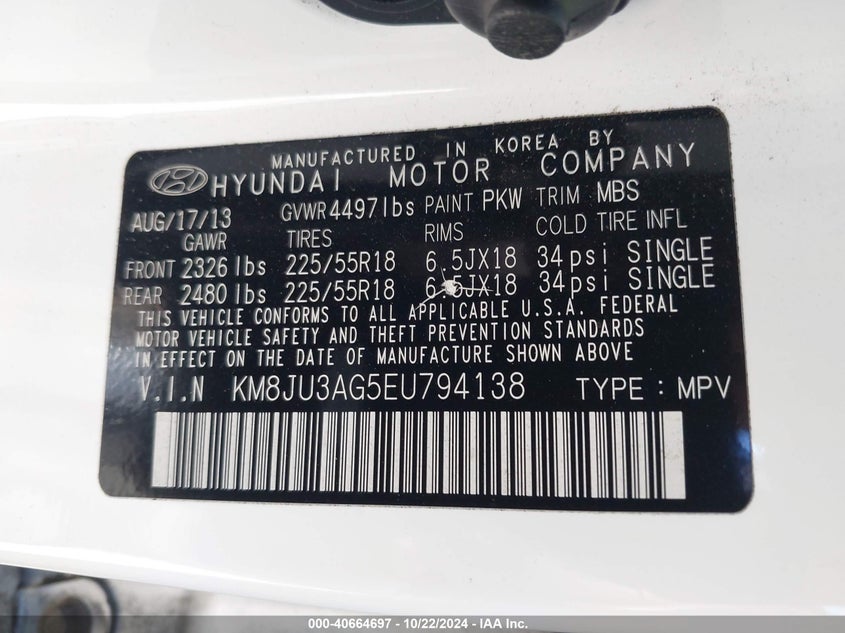 MANUFACTURED IN KOREA BY
HYUNDAI MOTOR COMPANY
AUG/17/13 GVWR 4497lbs PAINT PKW TRIM MBS
GAWR TIRES RIMS COLD TIRE INFL
FRONT 2326 lbs 225/55R18 6.5JX18 34psi SINGLE
REAR 2480 lbs 225/55R18 6.5JX18 34psi SINGLE
THIS VEHICLE CONFORMS TO ALL APPLICABLE U.S.A. FEDERAL
MOTOR VEHICLE SAFETY AND THEFT PREVENTION STANDARDS
IN EFFECT ON THE DATE OF MANUFACTURE SHOWN ABOVE
V.I.N KM8JU3AG5EU794138 TYPE : MPV
000-40664697 - 10/22/2024 - IAA Inc.